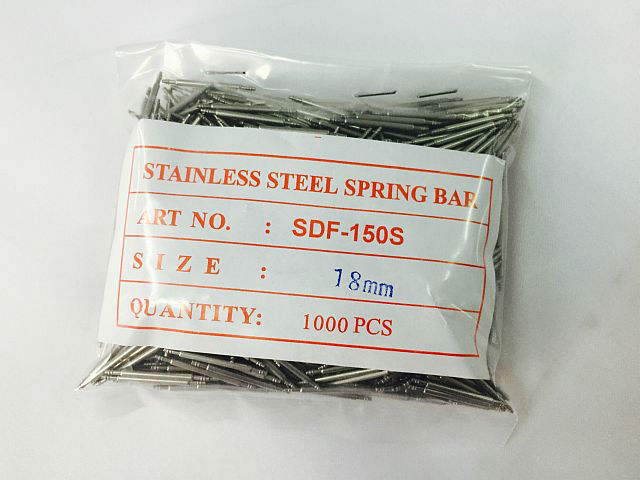 STAINLESS STEEL SPRING BAR
ART NO. : SDF-150S
SIZE : 18mm
QUANTITY: 1000 PCS